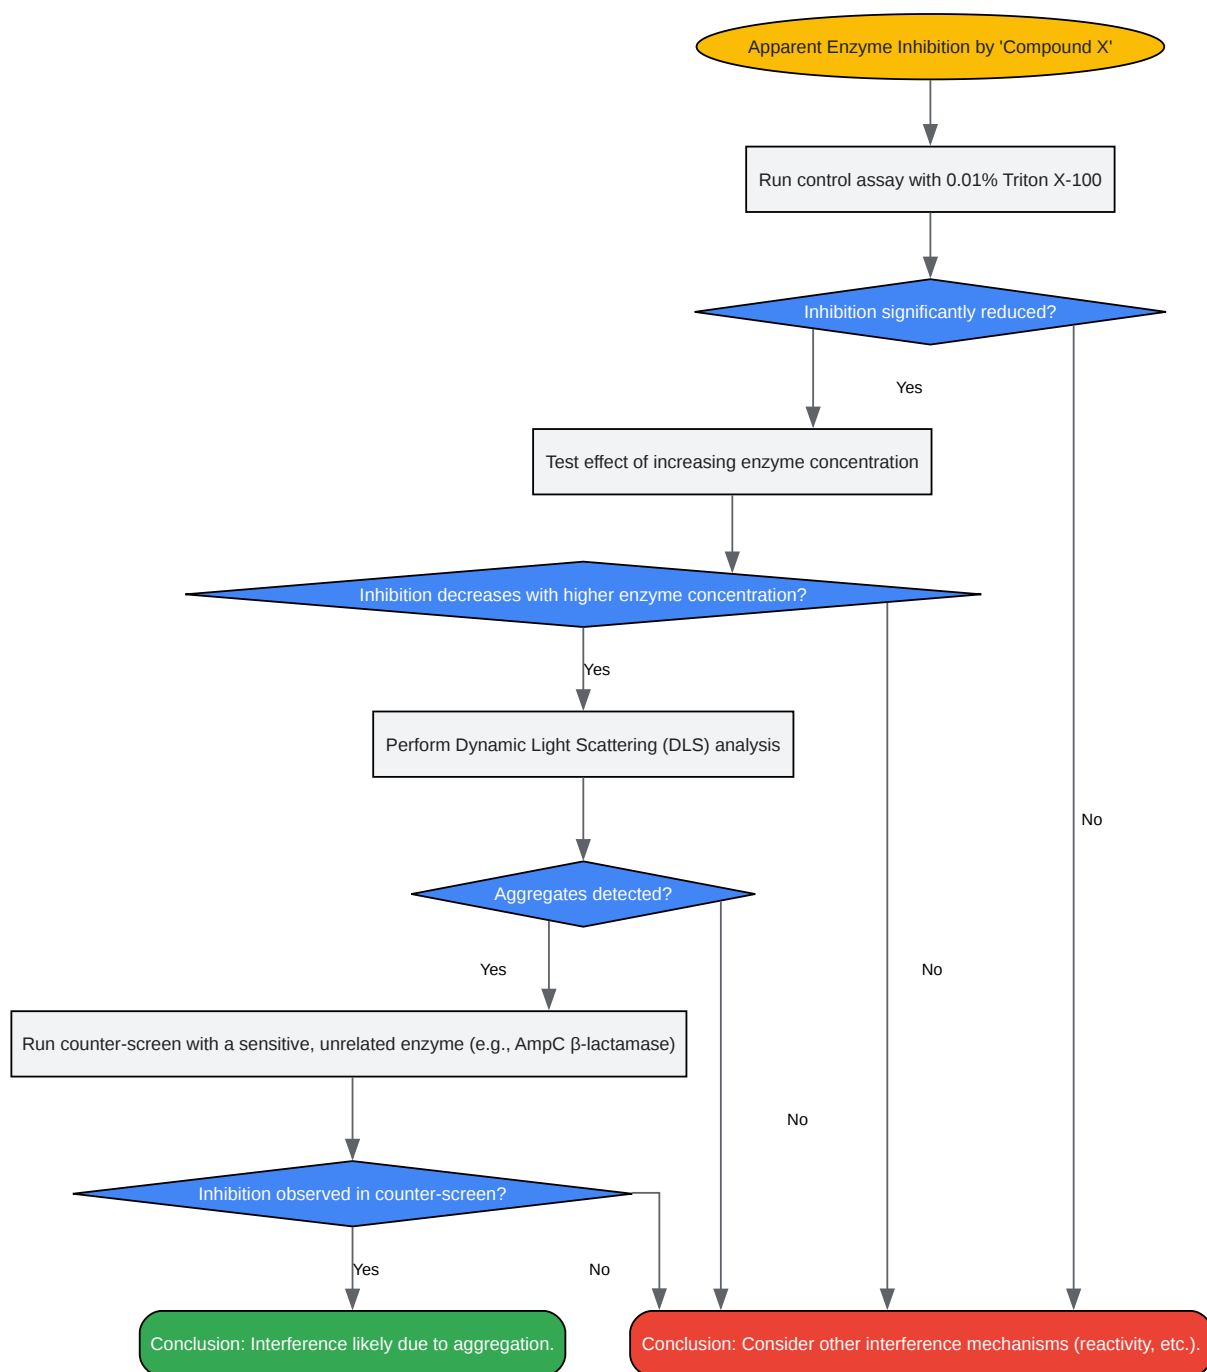 Apparent Enzyme Inhibition by 'Compound X'
Run control assay with 0.01% Triton X-100
Inhibition significantly reduced?
Yes
Test effect of increasing enzyme concentration
Inhibition decreases with higher enzyme concentration?
Yes
Perform Dynamic Light Scattering (DLS) analysis
No
Aggregates detected?
Yes
No
Run counter-screen with a sensitive, unrelated enzyme (e.g., AmpC β-lactamase)
No
Inhibition observed in counter-screen?
Yes
No
Conclusion: Interference likely due to aggregation.
Conclusion: Consider other interference mechanisms (reactivity, etc.).